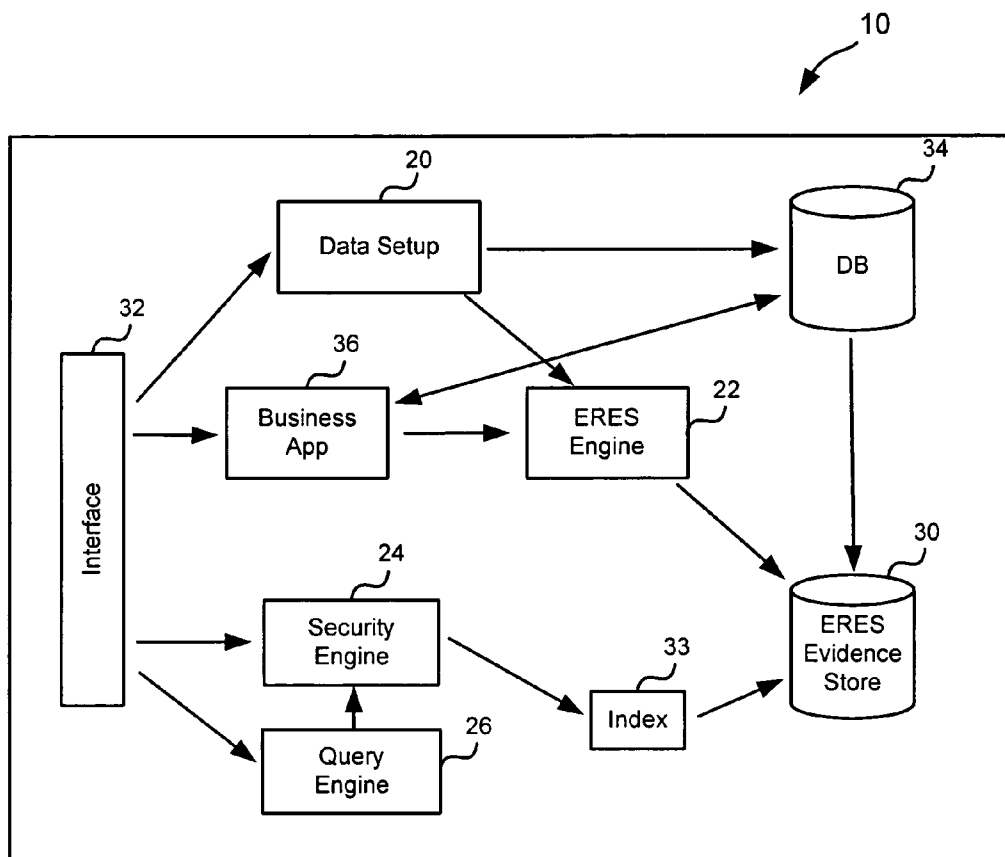 10
20
Data Setup
34
DB
32
Interface
36
Business
App
ERES
Engine
22
24
Security
Engine
30
ERES
Evidence
Store
33
Index
Query
Engine
26